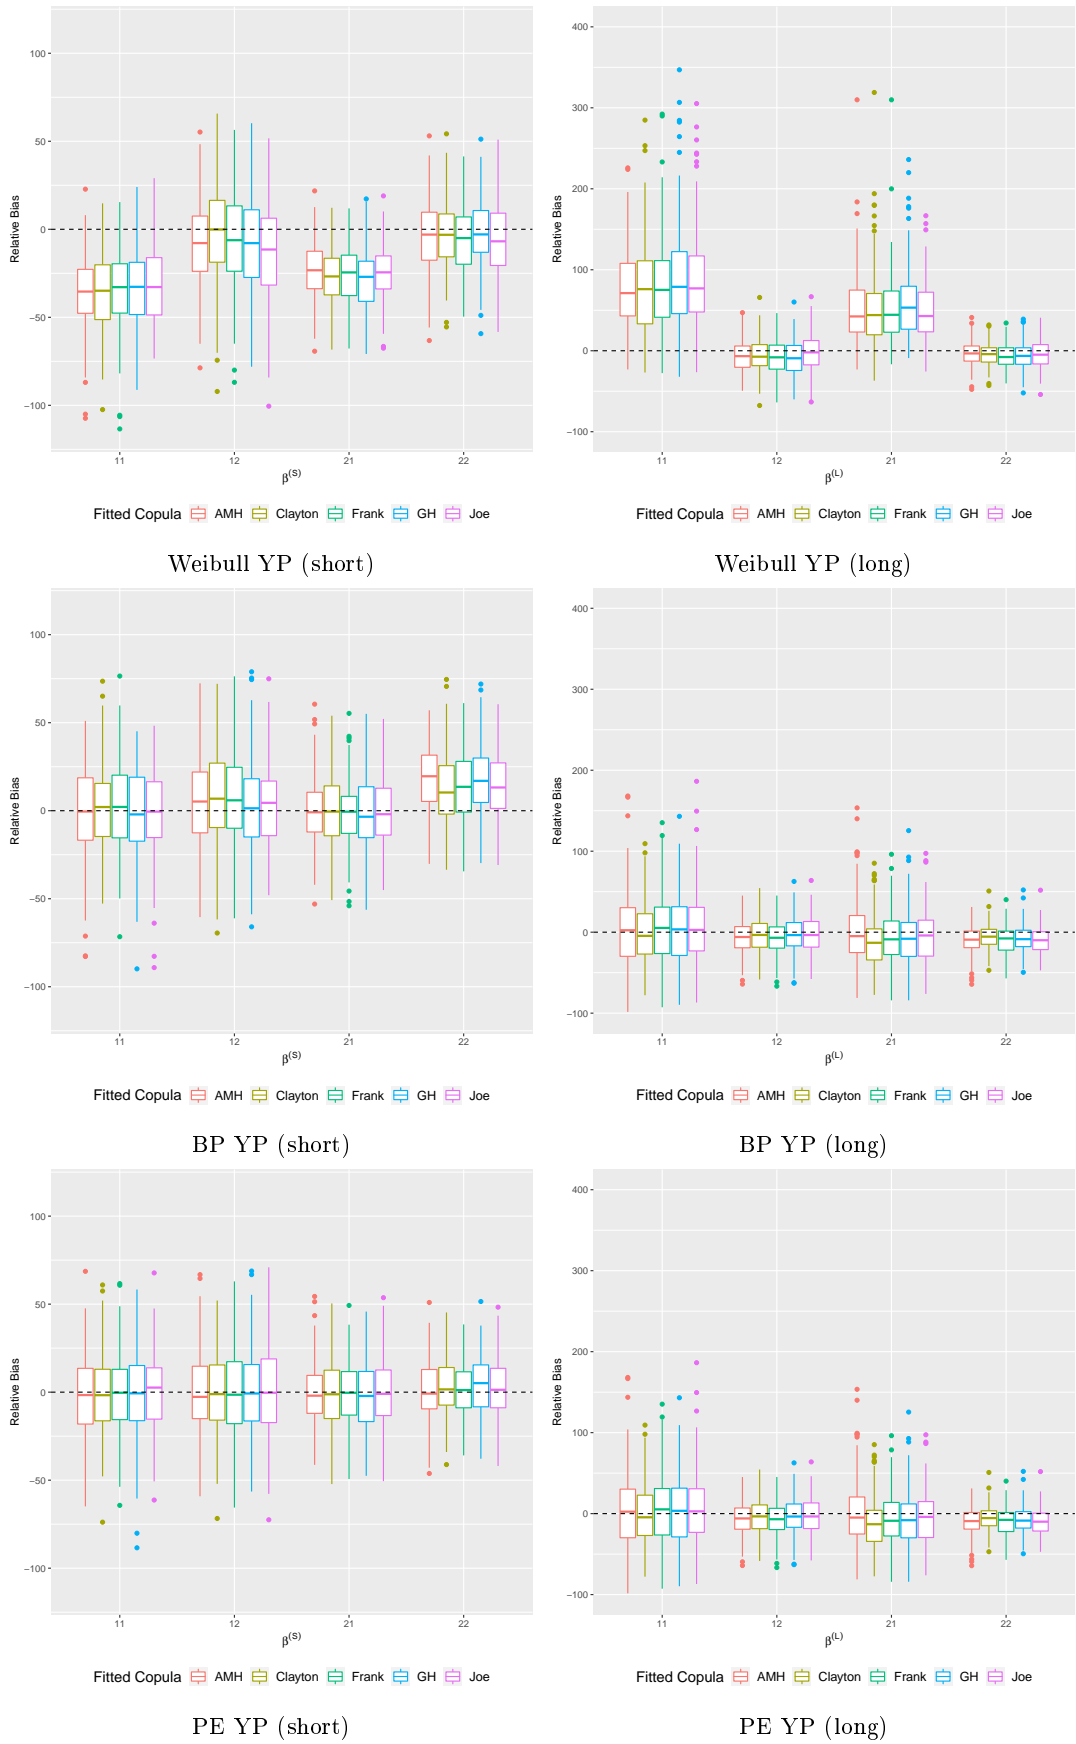 100
50
0
−50
−100
Relative Bias
11 12 21 22
β(S)
Fitted Copula AMH Clayton Frank GH Joe
Weibull YP (short)
400
300
200
100
0
−100
Relative Bias
11 12 21 22
β(L)
Fitted Copula AMH Clayton Frank GH Joe
Weibull YP (long)
100
50
0
−50
−100
Relative Bias
11 12 21 22
β(S)
Fitted Copula AMH Clayton Frank GH Joe
BP YP (short)
400
300
200
100
0
−100
Relative Bias
11 12 21 22
β(L)
Fitted Copula AMH Clayton Frank GH Joe
BP YP (long)
100
50
0
−50
−100
Relative Bias
11 12 21 22
β(S)
Fitted Copula AMH Clayton Frank GH Joe
PE YP (short)
400
300
200
100
0
−100
Relative Bias
11 12 21 22
β(L)
Fitted Copula AMH Clayton Frank GH Joe
PE YP (long)